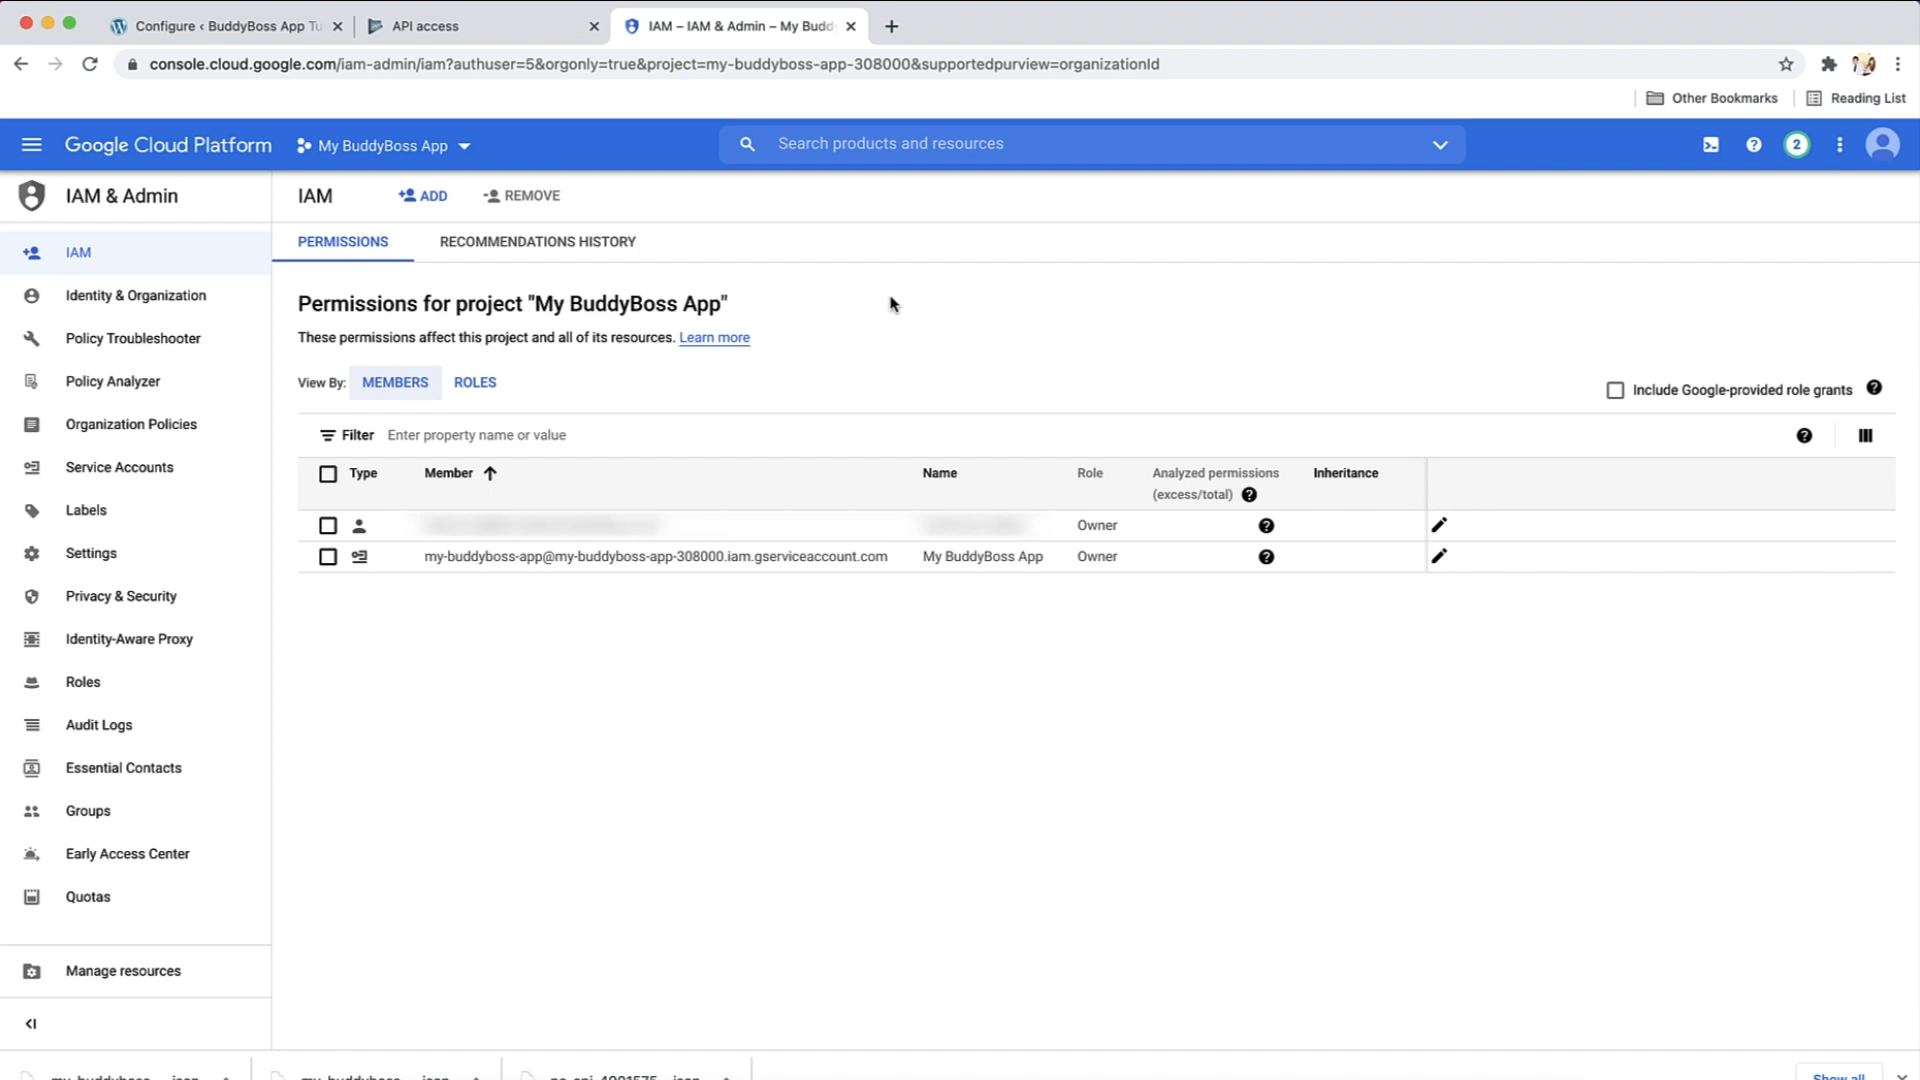 Configure ‹ BuddyBoss App Tu
API access
IAM – IAM & Admin – My Budd
console.cloud.google.com/iam-admin/iam?authuser=5&orgonly=true&project=my-buddyboss-app-308000&supportedpurview=organizationId
Other Bookmarks
Reading List
Google Cloud Platform
My BuddyBoss App
Search products and resources
2
IAM & Admin
IAM
ADD
REMOVE
PERMISSIONS
RECOMMENDATIONS HISTORY
IAM
Identity & Organization
Policy Troubleshooter
Policy Analyzer
Organization Policies
Service Accounts
Labels
Settings
Privacy & Security
Identity-Aware Proxy
Roles
Audit Logs
Essential Contacts
Groups
Early Access Center
Quotas
Manage resources
Permissions for project "My BuddyBoss App"
These permissions affect this project and all of its resources. Learn more
View By: MEMBERS ROLES
Include Google-provided role grants
Filter Enter property name or value
Type Member Name Role Analyzed permissions (excess/total) Inheritance
Owner
my-buddyboss-app@my-buddyboss-app-308000.iam.gserviceaccount.com My BuddyBoss App Owner
Show all